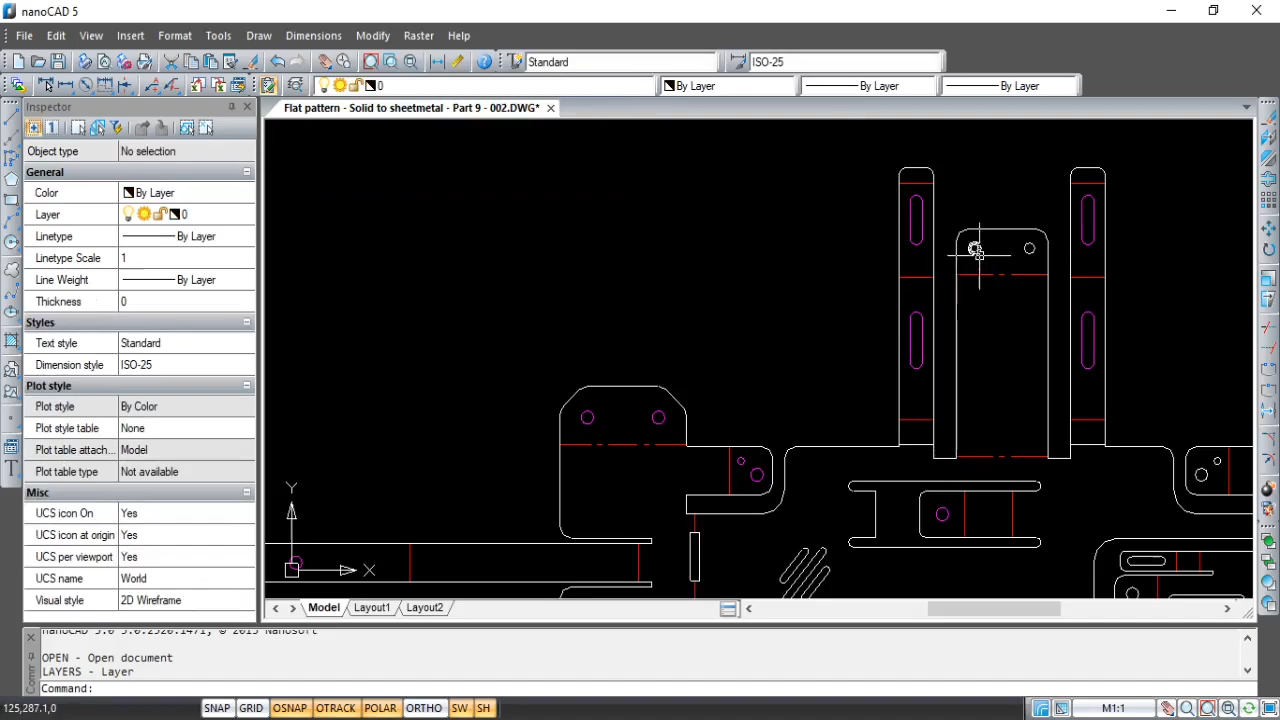 nanoCAD 5
File Edit View Insert Format Tools Draw Dimensions Modify Raster Help
Standard ISO-25
0 By Layer By Layer By Layer
Inspector
Flat pattern - Solid to sheetmetal - Part 9 - 002.DWG*
1
Object type No selection
General
Color By Layer
Layer 0
Linetype By Layer
Linetype Scale 1
Line Weight By Layer
Thickness 0
Styles
Text style Standard
Dimension style ISO-25
Plot style
Plot style By Color
Plot style table None
Plot table attach... Model
Plot table type Not available
Misc
UCS icon On Yes
UCS icon at origin Yes
UCS per viewport Yes
UCS name World
Visual style 2D Wireframe
Y
X
Model Layout1 Layout2
OPEN - Open document
LAYERS - Layer
Command:
125,287.1,0 SNAP GRID OSNAP OTRACK POLAR ORTHO SW SH M1:1